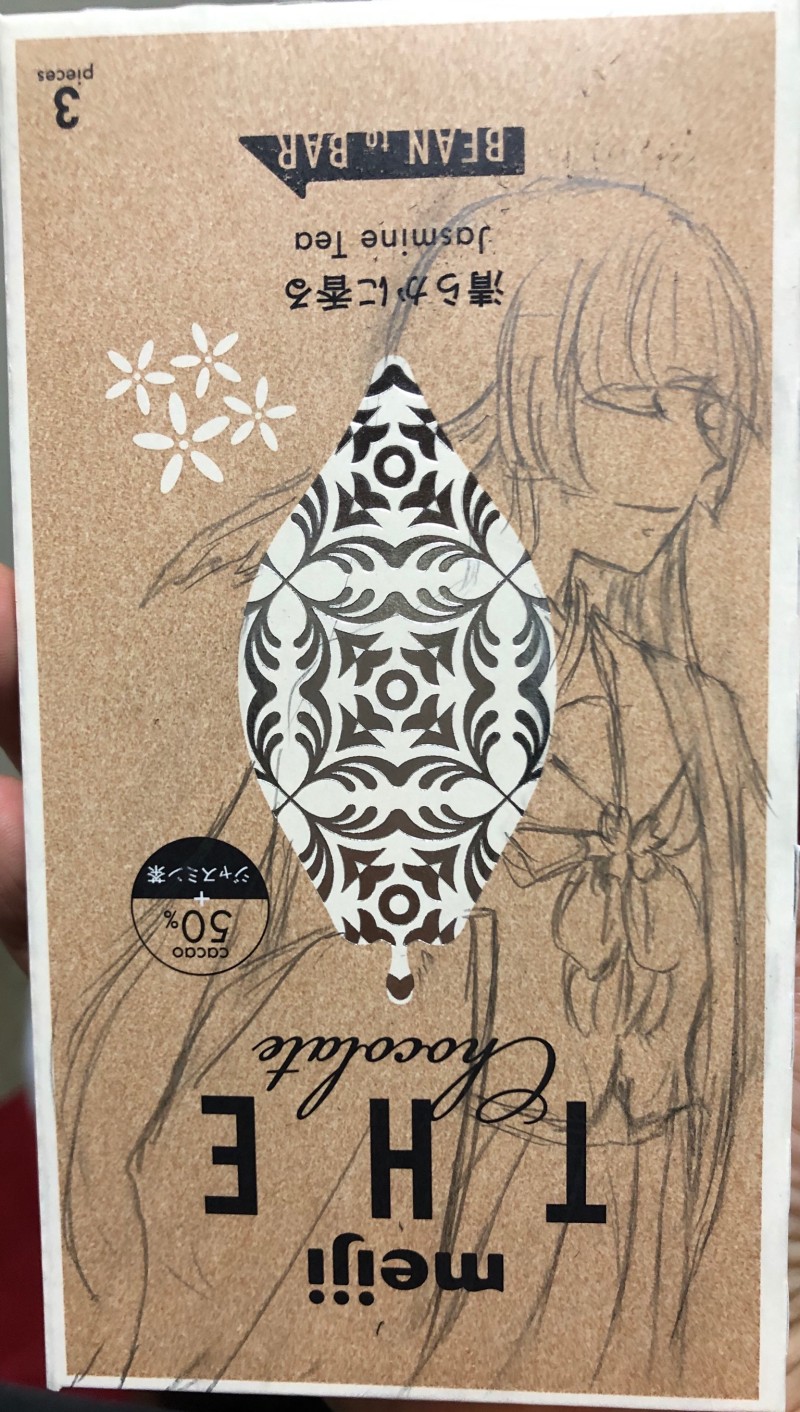 meiji
THE
Chocolate
cacao
50%
+
ジャスミン茶
清らかに香る
Jasmine Tea
BEAN to BAR
3
pieces